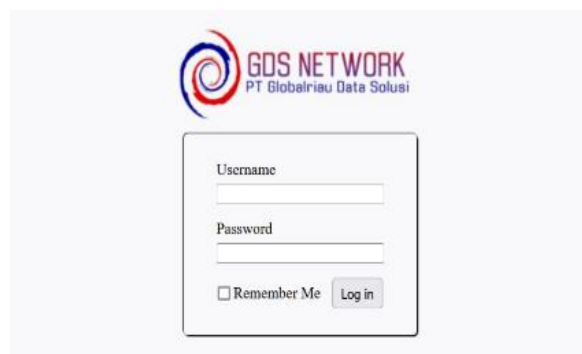 GDS NETWORK
PT Globalriau Data Solusi
Username
Password
Remember Me Log in